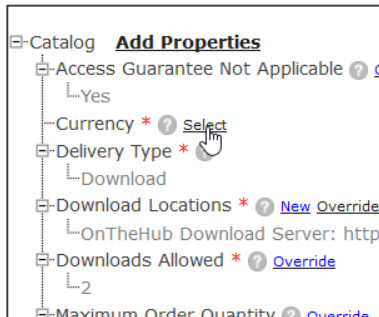 Catalog Add Properties
Access Guarantee Not Applicable ?
Yes
Currency * ? Select
Delivery Type *
Download
Download Locations * ? New Override
OnTheHub Download Server: http
Downloads Allowed * ? Override
2
Maximum Order Quantity ? Override